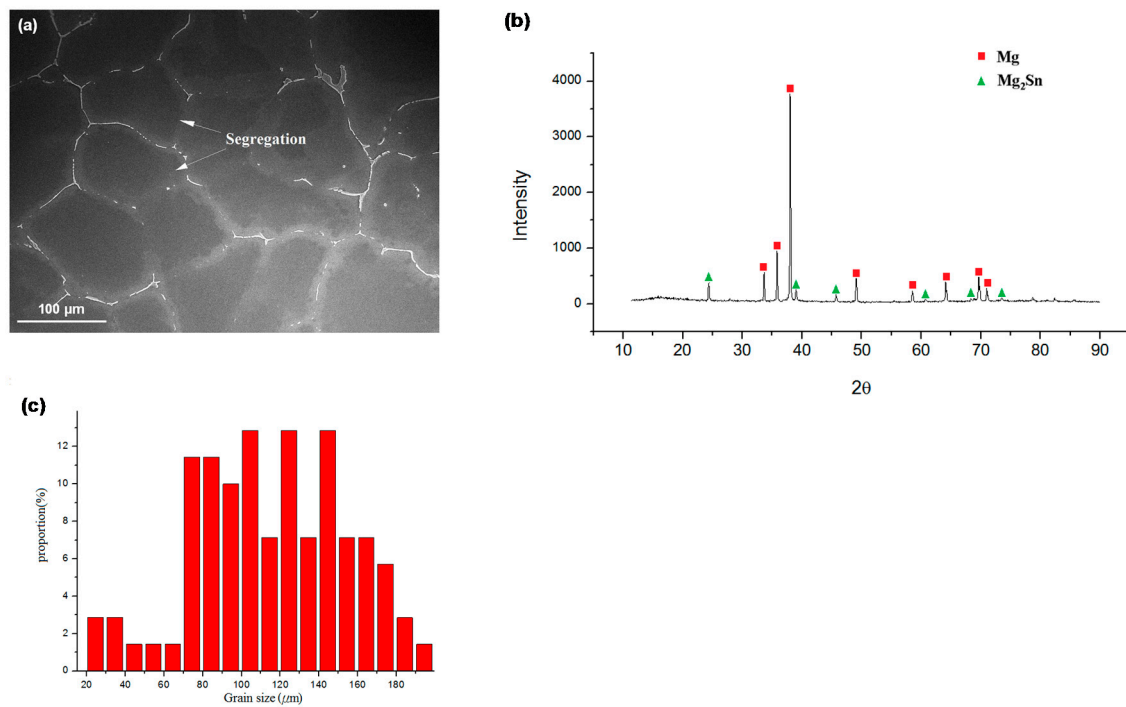 (a)
Segregation
100 μm
(b)
Mg
Mg₂Sn
Intensity
4000
3000
2000
1000
0
10 20 30 40 50 60 70 80 90
2θ
(c)
proportion(%)
12
10
8
6
4
2
0
20 40 60 80 100 120 140 160 180
Grain size (μm)